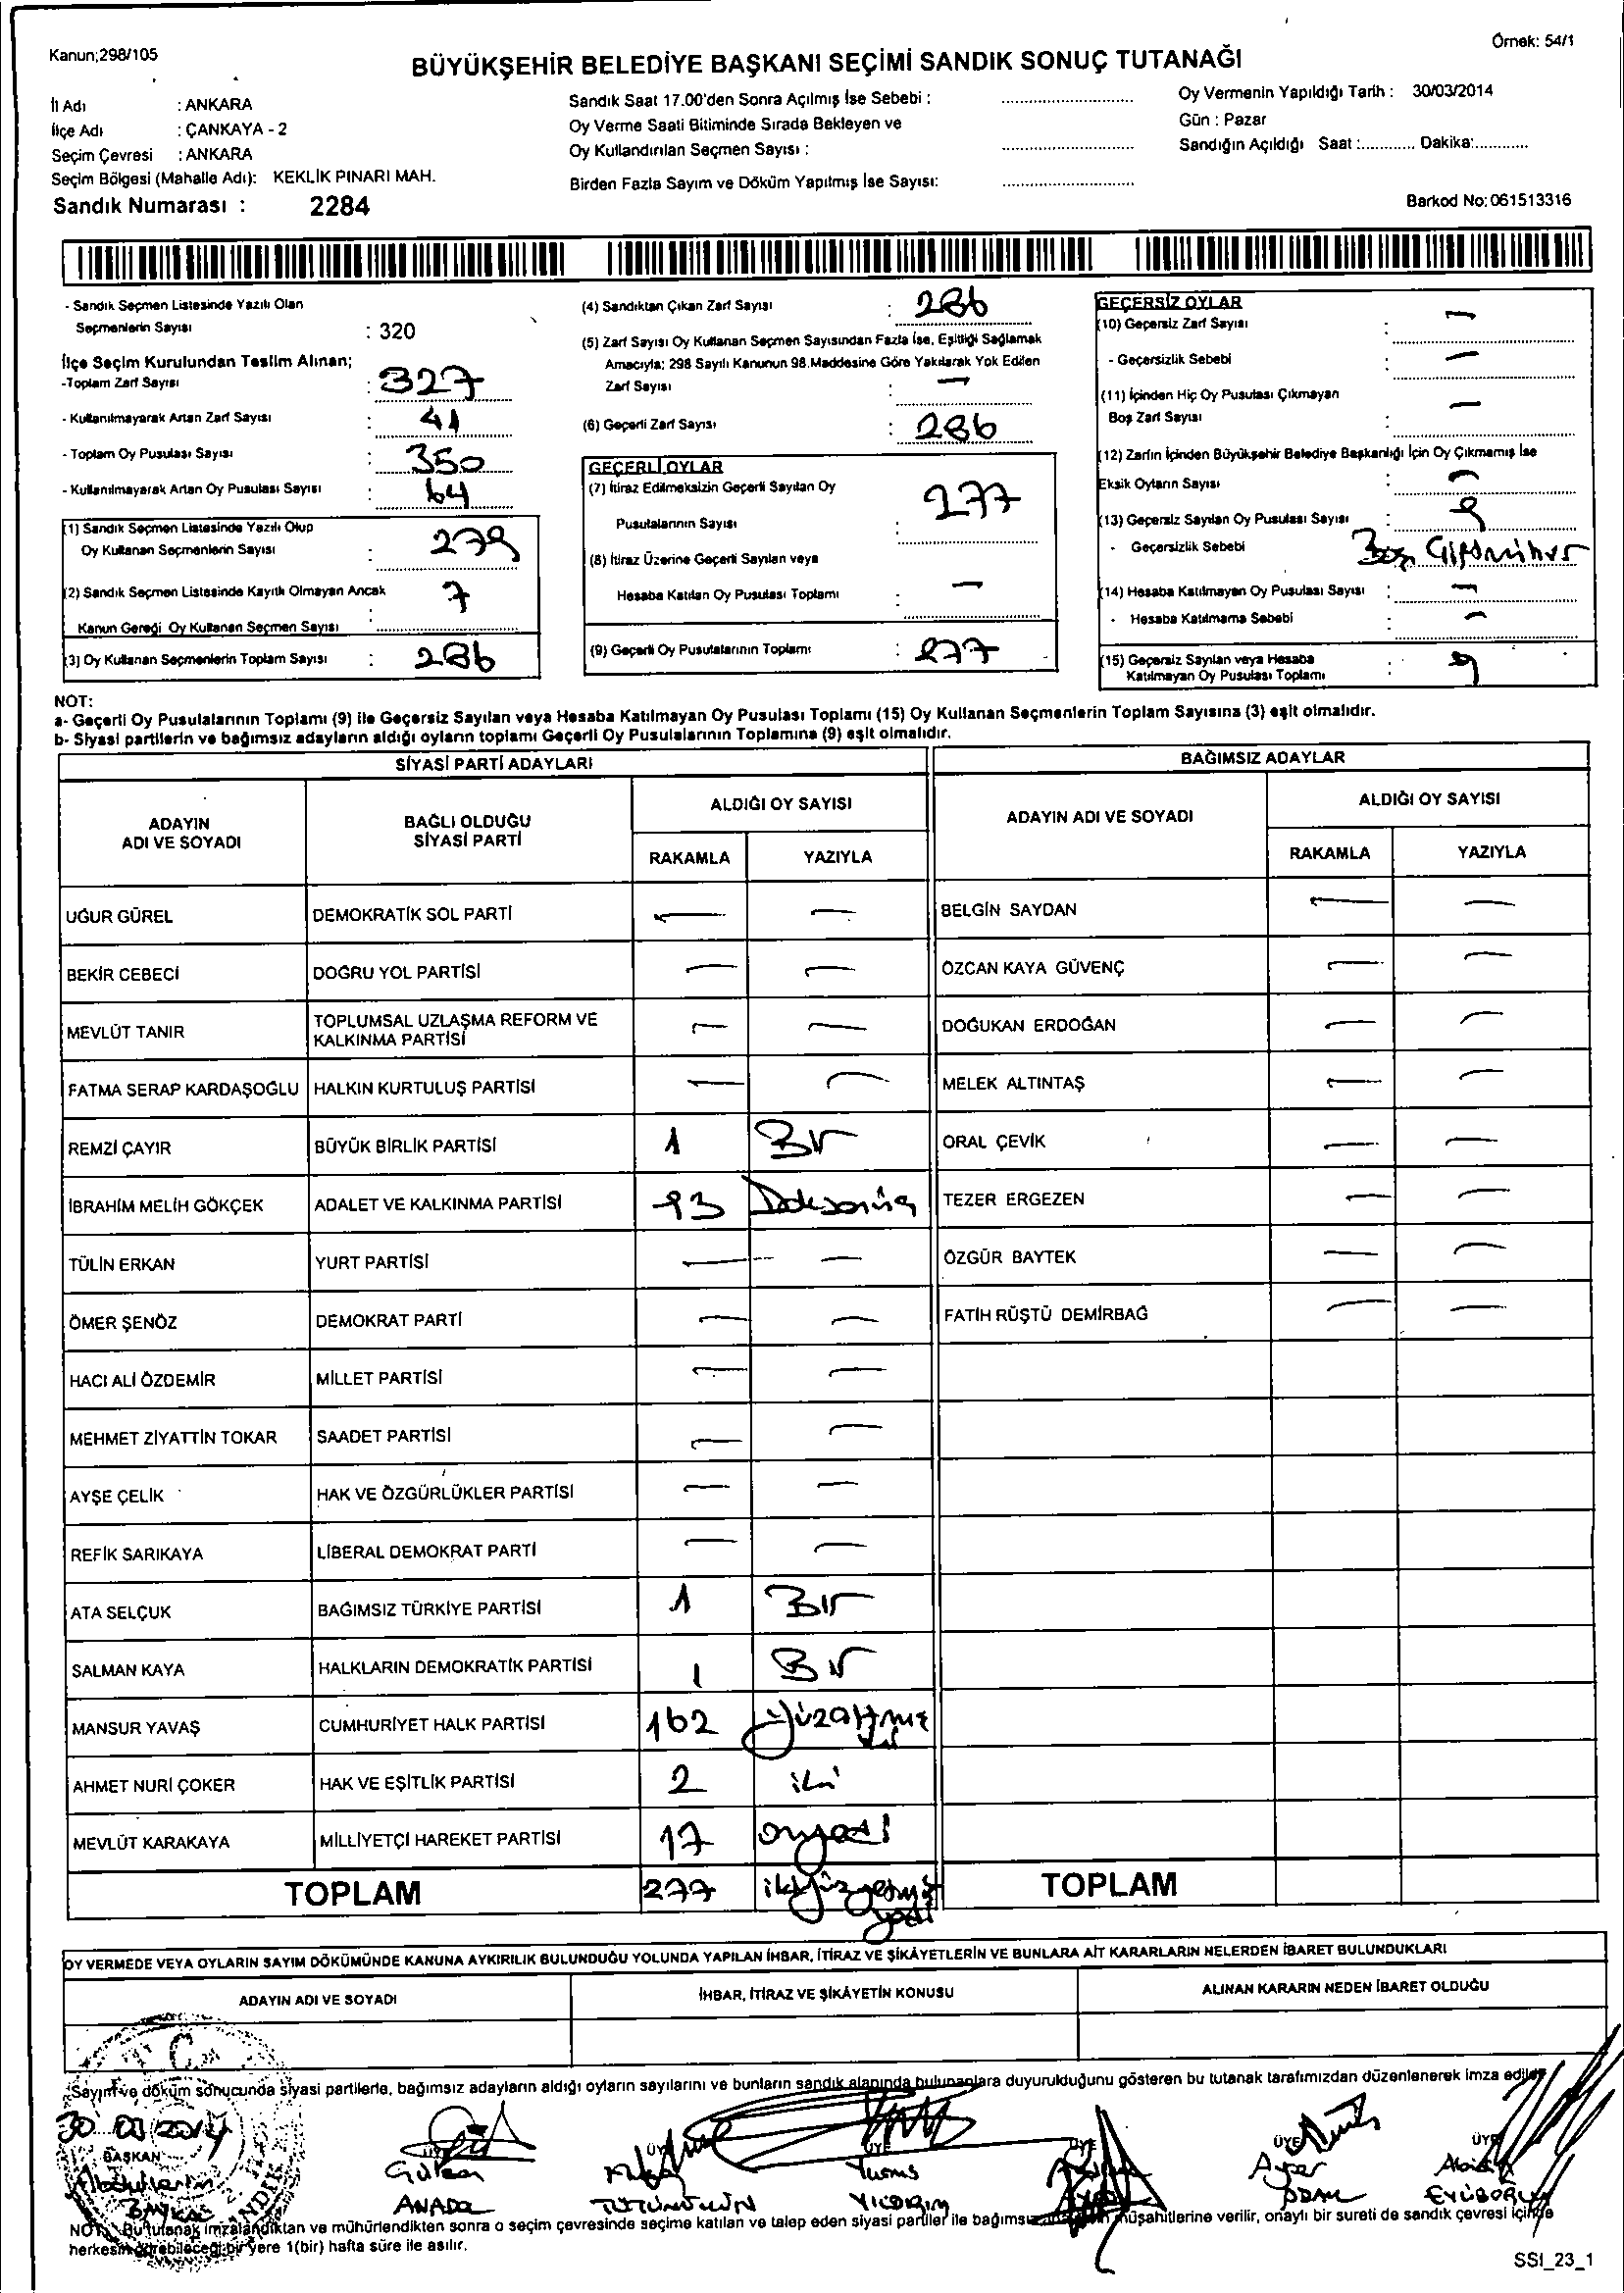 Kanun;298/105
Örnek: 54/1
BÜYÜKŞEHİR BELEDİYE BAŞKANI SEÇİMİ SANDIK SONUÇ TUTANAĞI
İl Adı : ANKARA
İlçe Adı : ÇANKAYA - 2
Seçim Çevresi : ANKARA
Seçim Bölgesi (Mahalle Adı): KEKLİK PINARI MAH.
Sandık Numarası : 2284
Sandık Saat 17.00'den Sonra Açılmış İse Sebebi :
Oy Verme Saati Bitiminde Sırada Bekleyen ve
Oy Kullandırılan Seçmen Sayısı :
Birden Fazla Sayım ve Döküm Yapılmış İse Sayısı:
Oy Vermenin Yapıldığı Tarih : 30/03/2014
Gün : Pazar
Sandığın Açıldığı Saat :............ Dakika:............
Barkod No: 061513316
- Sandık Seçmen Listesinde Yazılı Olan
Seçmenlerin Sayısı : 320
İlçe Seçim Kurulundan Teslim Alınan;
-Toplam Zarf Sayısı : 327
- Kullanılmayarak Artan Zarf Sayısı : 41
- Toplam Oy Pusulası Sayısı : 350
- Kullanılmayarak Artan Oy Pusulası Sayısı : 64
(1) Sandık Seçmen Listesinde Yazılı Olup
Oy Kullanan Seçmenlerin Sayısı : 279
(2) Sandık Seçmen Listesinde Kayıtlı Olmayan Ancak
Kanun Gereği Oy Kullanan Seçmen Sayısı : 7
(3) Oy Kullanan Seçmenlerin Toplam Sayısı : 286
(4) Sandıktan Çıkan Zarf Sayısı : 286
(5) Zarf Sayısı Oy Kullanan Seçmen Sayısından Fazla İse, Eşitliği Sağlamak
Amacıyla; 298 Sayılı Kanunun 98.Maddesine Göre Yakılarak Yok Edilen
Zarf Sayısı : —
(6) Geçerli Zarf Sayısı : 286
GEÇERLİ OYLAR
(7) İtiraz Edilmeksizin Geçerli Sayılan Oy
Pusulalarının Sayısı : 277
(8) İtiraz Üzerine Geçerli Sayılan veya
Hesaba Katılan Oy Pusulası Toplamı : —
(9) Geçerli Oy Pusulalarının Toplamı : 277
GEÇERSİZ OYLAR
(10) Geçersiz Zarf Sayısı : —
- Geçersizlik Sebebi : —
(11) İçinden Hiç Oy Pusulası Çıkmayan
Boş Zarf Sayısı : —
(12) Zarfın İçinden Büyükşehir Belediye Başkanlığı İçin Oy Çıkmamış İse
Eksik Oyların Sayısı : —
(13) Geçersiz Sayılan Oy Pusulası Sayısı : 9
- Geçersizlik Sebebi
(14) Hesaba Katılmayan Oy Pusulası Sayısı : —
- Hesaba Katılmama Sebebi : —
(15) Geçersiz Sayılan veya Hesaba
Katılmayan Oy Pusulası Toplamı : 9
NOT:
a- Geçerli Oy Pusulalarının Toplamı (9) ile Geçersiz Sayılan veya Hesaba Katılmayan Oy Pusulası Toplamı (15) Oy Kullanan Seçmenlerin Toplam Sayısına (3) eşit olmalıdır.
b- Siyasi partilerin ve bağımsız adayların aldığı oyların toplamı Geçerli Oy Pusulalarının Toplamına (9) eşit olmalıdır.
SİYASİ PARTİ ADAYLARI
BAĞIMSIZ ADAYLAR
ADAYIN ADI VE SOYADI
BAĞLI OLDUĞU SİYASİ PARTİ
ALDIĞI OY SAYISI
RAKAMLA YAZIYLA
ADAYIN ADI VE SOYADI
ALDIĞI OY SAYISI
RAKAMLA YAZIYLA
UĞUR GÜREL DEMOKRATİK SOL PARTİ — — BELGİN SAYDAN — —
BEKİR CEBECİ DOĞRU YOL PARTİSİ — — ÖZCAN KAYA GÜVENÇ — —
MEVLÜT TANIR TOPLUMSAL UZLAŞMA REFORM VE KALKINMA PARTİSİ — — DOĞUKAN ERDOĞAN — —
FATMA SERAP KARDAŞOĞLU HALKIN KURTULUŞ PARTİSİ — — MELEK ALTINTAŞ — —
REMZİ ÇAYIR BÜYÜK BİRLİK PARTİSİ 1 Bir ORAL ÇEVİK — —
İBRAHİM MELİH GÖKÇEK ADALET VE KALKINMA PARTİSİ 93 Doksanüç TEZER ERGEZEN — —
TÜLİN ERKAN YURT PARTİSİ — — ÖZGÜR BAYTEK — —
ÖMER ŞENÖZ DEMOKRAT PARTİ — — FATİH RÜŞTÜ DEMİRBAĞ — —
HACI ALİ ÖZDEMİR MİLLET PARTİSİ — —
MEHMET ZİYATTİN TOKAR SAADET PARTİSİ — —
AYŞE ÇELİK HAK VE ÖZGÜRLÜKLER PARTİSİ — —
REFİK SARIKAYA LİBERAL DEMOKRAT PARTİ — —
ATA SELÇUK BAĞIMSIZ TÜRKİYE PARTİSİ 1 Bir
SALMAN KAYA HALKLARIN DEMOKRATİK PARTİSİ 1 Bir
MANSUR YAVAŞ CUMHURİYET HALK PARTİSİ 162 yüzaltmış iki
AHMET NURİ ÇOKER HAK VE EŞİTLİK PARTİSİ 2 iki
MEVLÜT KARAKAYA MİLLİYETÇİ HAREKET PARTİSİ 17 onyedi
TOPLAM 277 ikiyüzyetmiş yedi TOPLAM
OY VERMEDE VEYA OYLARIN SAYIM DÖKÜMÜNDE KANUNA AYKIRILIK BULUNDUĞU YOLUNDA YAPILAN İHBAR, İTİRAZ VE ŞİKÂYETLERİN VE BUNLARA AİT KARARLARIN NELERDEN İBARET BULUNDUKLARI
ADAYIN ADI VE SOYADI İHBAR, İTİRAZ VE ŞİKÂYETİN KONUSU ALINAN KARARIN NEDEN İBARET OLDUĞU
T.C.
Sayım ve döküm sonucunda siyasi partilerle, bağımsız adayların aldığı oyların sayılarını ve bunların sandık alanında bulunanlara duyurulduğunu gösteren bu tutanak tarafımızdan düzenlenerek imza edildi
30 03 2014
BAŞKAN ÜYE ÜYE ÜYE ÜYE ÜYE ÜYE
Gülsen Yunus Ayser
YILDIRIM
NOT: Bu tutanak imzalandıktan ve mühürlendikten sonra o seçim çevresinde seçime katılan ve talep eden siyasi partiler ile bağımsız müşahitlerine verilir, onaylı bir sureti de sandık çevresi içinde
herkesin görebileceği bir yere 1(bir) hafta süre ile asılır.
SSI_23_1